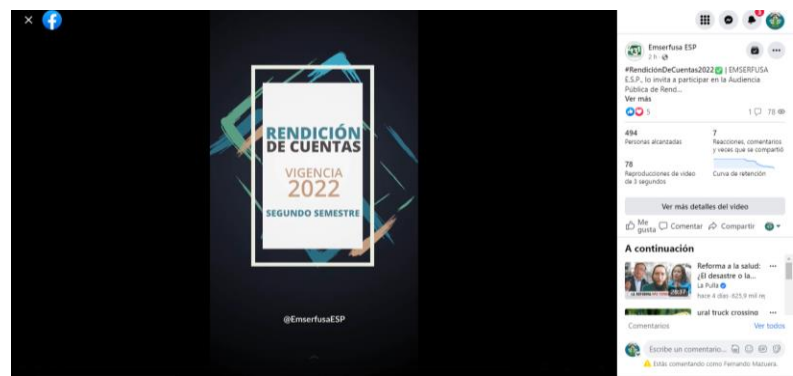 RENDICIÓN
DE CUENTAS
VIGENCIA
2022
SEGUNDO SEMESTRE
@EmserfusaESP
Emserfusa ESP
2 h ·
#RendiciónDeCuentas2022✅ | EMSERFUSA
E.S.P., lo invita a participar en la Audiencia
Pública de Rend...
Ver más
5
1
78
494
Personas alcanzadas
7
Reacciones, comentarios
y veces que se compartió
78
Reproducciones de video
de 3 segundos
Curva de retención
Ver más detalles del video
Me
gusta
Comentar
Compartir
A continuación
Reforma a la salud:
¿El desastre o la...
La Pulla
hace 4 días ·
28:37
ural truck crossing
Comentarios
Ver todos
Escribe un comentario...
Estás comentando como Fernando Mazuera.